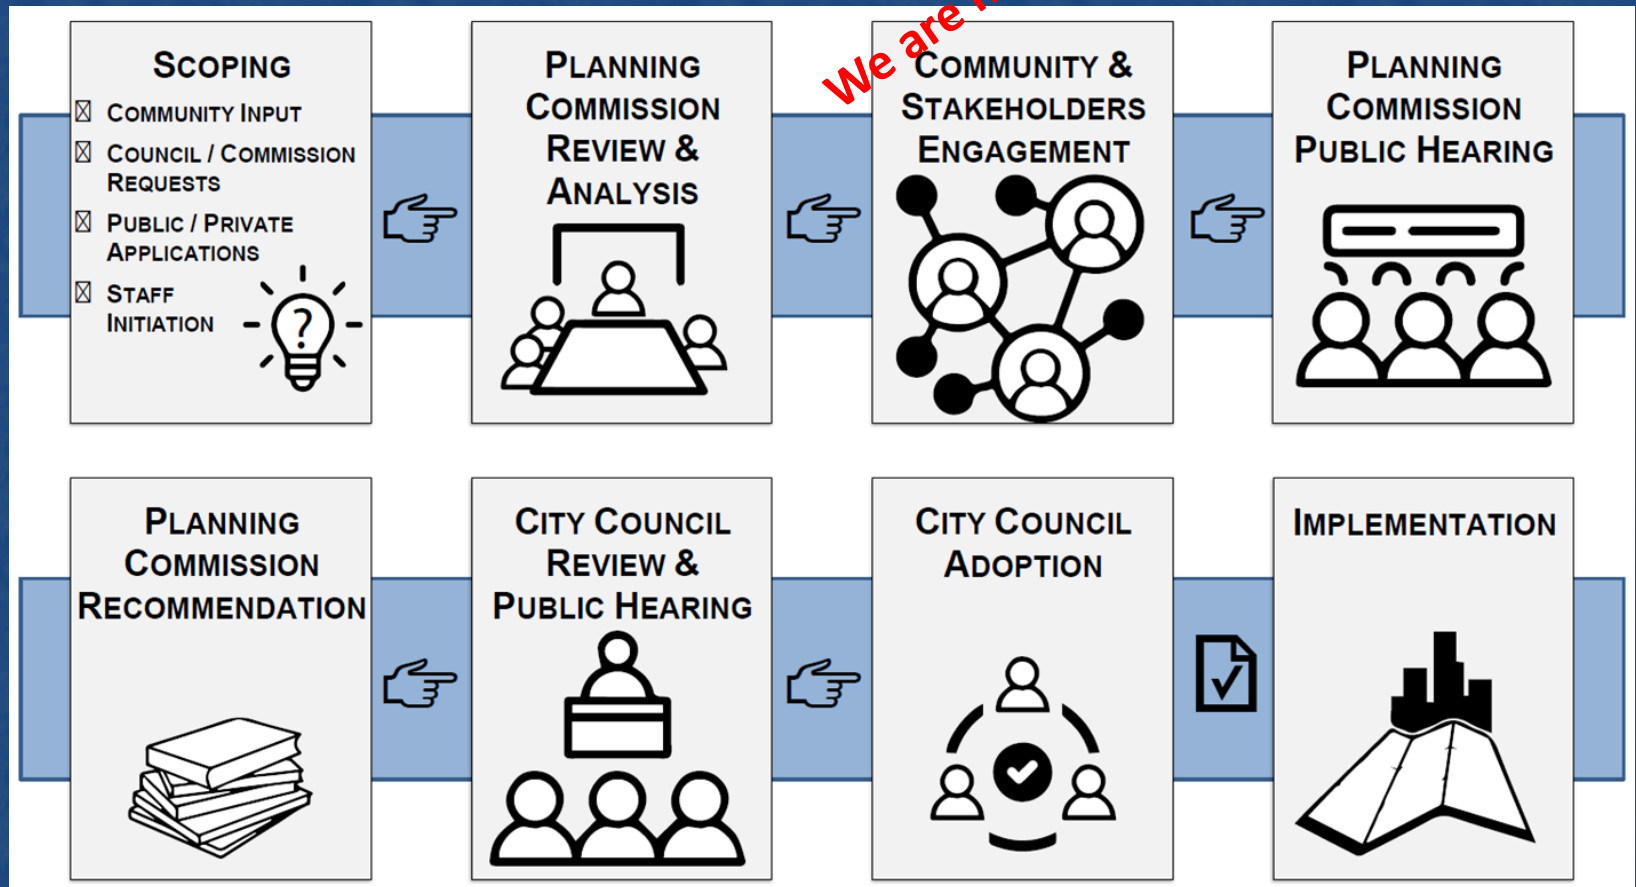 We are
SCOPING
COMMUNITY INPUT
COUNCIL / COMMISSION
REQUESTS
PUBLIC / PRIVATE
APPLICATIONS
STAFF
INITIATION
?
PLANNING
COMMISSION
REVIEW &
ANALYSIS
COMMUNITY &
STAKEHOLDERS
ENGAGEMENT
PLANNING
COMMISSION
PUBLIC HEARING
PLANNING
COMMISSION
RECOMMENDATION
CITY COUNCIL
REVIEW &
PUBLIC HEARING
CITY COUNCIL
ADOPTION
IMPLEMENTATION